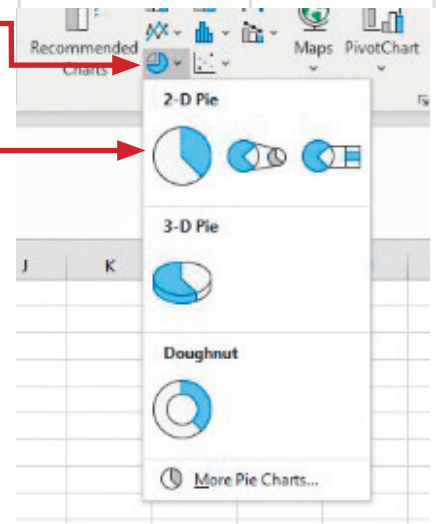 Recommended
Charts
Maps
PivotChart
2-D Pie
3-D Pie
J
K
Doughnut
More Pie Charts...